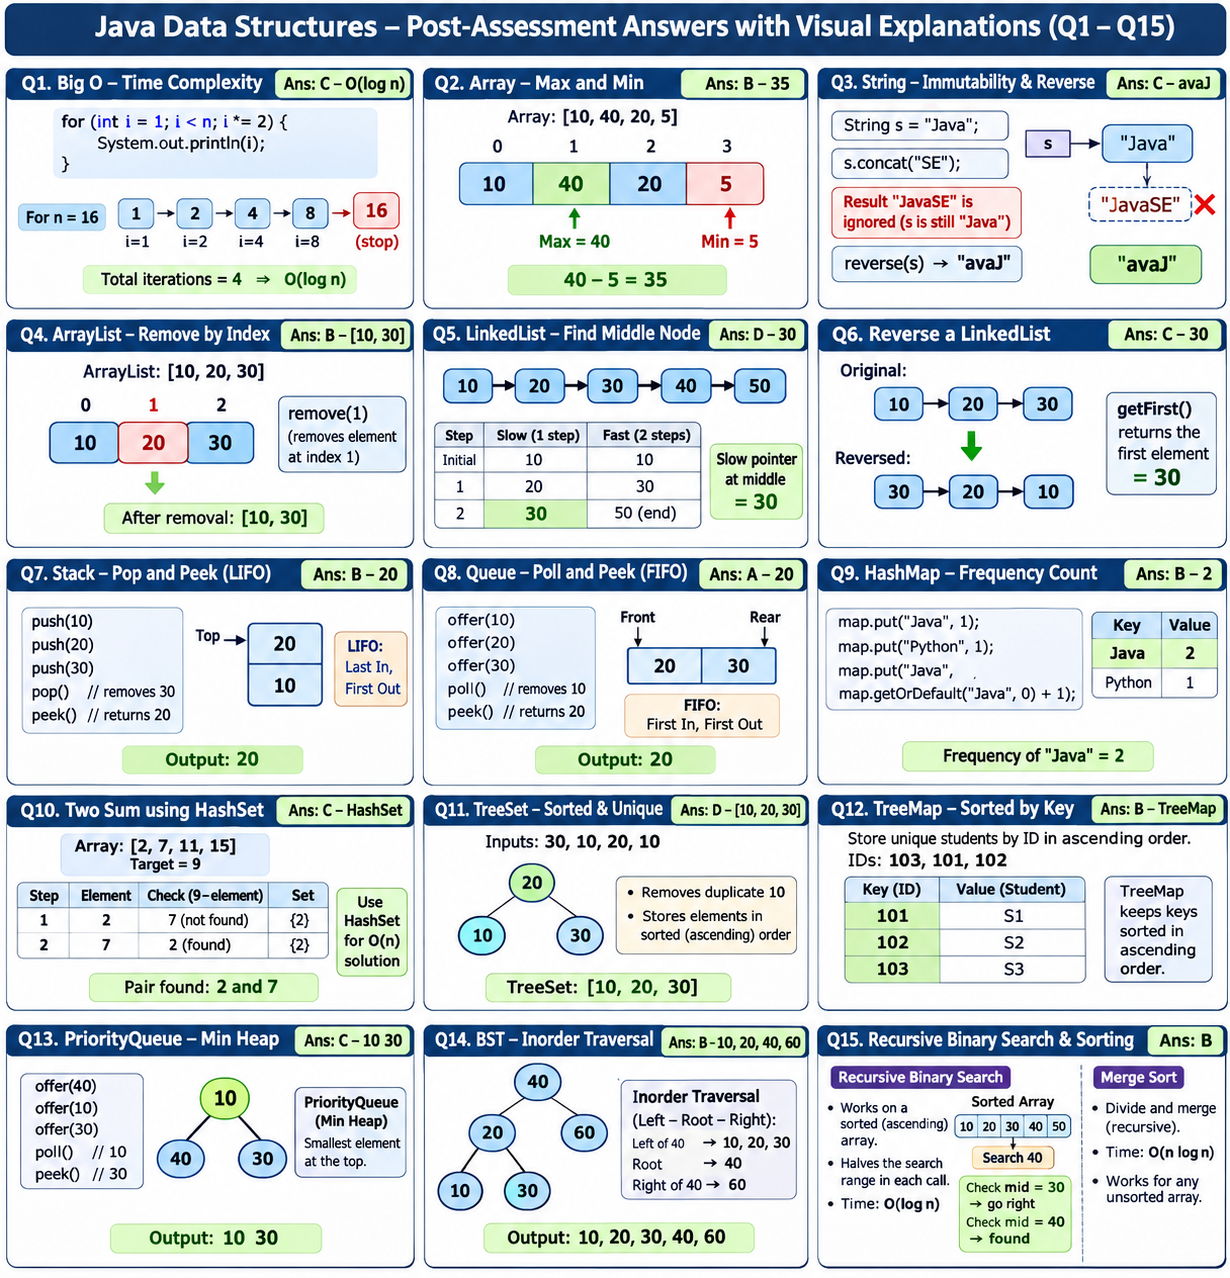 Java Data Structures – Post-Assessment Answers with Visual Explanations (Q1 – Q15)
Q1. Big O – Time Complexity
Ans: C – O(log n)
for (int i = 1; i < n; i *= 2) {
System.out.println(i);
}
For n = 16
1 2 4 8 16
i=1 i=2 i=4 i=8 (stop)
Total iterations = 4 ⇒ O(log n)
Q2. Array – Max and Min
Ans: B – 35
Array: [10, 40, 20, 5]
0 1 2 3
10 40 20 5
Max = 40 Min = 5
40 – 5 = 35
Q3. String – Immutability & Reverse
Ans: C – avaJ
String s = "Java";
s.concat("SE");
Result "JavaSE" is
ignored (s is still "Java")
reverse(s) → "avaJ"
s
"Java"
"JavaSE"
"avaJ"
Q4. ArrayList – Remove by Index
Ans: B – [10, 30]
ArrayList: [10, 20, 30]
0 1 2
10 20 30
remove(1)
(removes element
at index 1)
After removal: [10, 30]
Q5. LinkedList – Find Middle Node
Ans: D – 30
10 20 30 40 50
Step Slow (1 step) Fast (2 steps)
Initial 10 10
1 20 30
2 30 50 (end)
Slow pointer
at middle
= 30
Q6. Reverse a LinkedList
Ans: C – 30
Original:
10 20 30
Reversed:
30 20 10
getFirst()
returns the
first element
= 30
Q7. Stack – Pop and Peek (LIFO)
Ans: B – 20
push(10)
push(20)
push(30)
pop() // removes 30
peek() // returns 20
Top
20
10
LIFO:
Last In,
First Out
Output: 20
Q8. Queue – Poll and Peek (FIFO)
Ans: A – 20
offer(10)
offer(20)
offer(30)
poll() // removes 10
peek() // returns 20
Front Rear
20 30
FIFO:
First In, First Out
Output: 20
Q9. HashMap – Frequency Count
Ans: B – 2
map.put("Java", 1);
map.put("Python", 1);
map.put("Java",
map.getOrDefault("Java", 0) + 1);
Key Value
Java 2
Python 1
Frequency of "Java" = 2
Q10. Two Sum using HashSet
Ans: C – HashSet
Array: [2, 7, 11, 15]
Target = 9
Step Element Check (9–element) Set
1 2 7 (not found) {2}
2 7 2 (found) {2}
Use
HashSet
for O(n)
solution
Pair found: 2 and 7
Q11. TreeSet – Sorted & Unique
Ans: D – [10, 20, 30]
Inputs: 30, 10, 20, 10
20
10 30
• Removes duplicate 10
• Stores elements in
sorted (ascending) order
TreeSet: [10, 20, 30]
Q12. TreeMap – Sorted by Key
Ans: B – TreeMap
Store unique students by ID in ascending order.
IDs: 103, 101, 102
Key (ID) Value (Student)
101 S1
102 S2
103 S3
TreeMap
keeps keys
sorted in
ascending
order.
Q13. PriorityQueue – Min Heap
Ans: C – 10 30
offer(40)
offer(10)
offer(30)
poll() // 10
peek() // 30
10
40 30
PriorityQueue
(Min Heap)
Smallest element
at the top.
Output: 10 30
Q14. BST – Inorder Traversal
Ans: B –10, 20, 40, 60
40
20 60
10 30
Inorder Traversal
(Left – Root – Right):
Left of 40 → 10, 20, 30
Root → 40
Right of 40 → 60
Output: 10, 20, 30, 40, 60
Q15. Recursive Binary Search & Sorting
Ans: B
Recursive Binary Search
• Works on a
sorted (ascending)
array.
• Halves the search
range in each call.
• Time: O(log n)
Sorted Array
10 20 30 40 50
Search 40
Check mid = 30
→ go right
Check mid = 40
→ found
Merge Sort
• Divide and merge
(recursive).
• Time: O(n log n)
• Works for any
unsorted array.